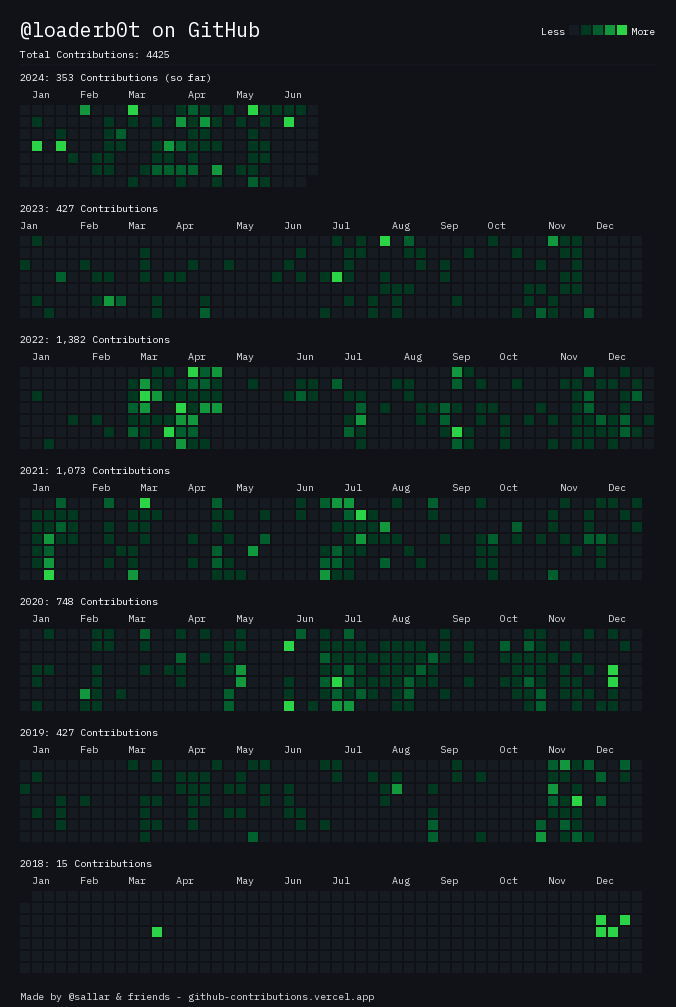 @loaderb0t on GitHub
Less More
Total Contributions: 4425
2024: 353 Contributions (so far)
Jan Feb Mar Apr May Jun
2023: 427 Contributions
Jan Feb Mar Apr May Jun Jul Aug Sep Oct Nov Dec
2022: 1,382 Contributions
Jan Feb Mar Apr May Jun Jul Aug Sep Oct Nov Dec
2021: 1,073 Contributions
Jan Feb Mar Apr May Jun Jul Aug Sep Oct Nov Dec
2020: 748 Contributions
Jan Feb Mar Apr May Jun Jul Aug Sep Oct Dec
2019: 427 Contributions
Jan Feb Mar Apr May Jun Jul Aug Sep Oct Nov Dec
2018: 15 Contributions
Jan Feb Mar Apr May Jun Jul Aug Sep Oct Nov Dec
Made by @sallar & friends - github-contributions.vercel.app